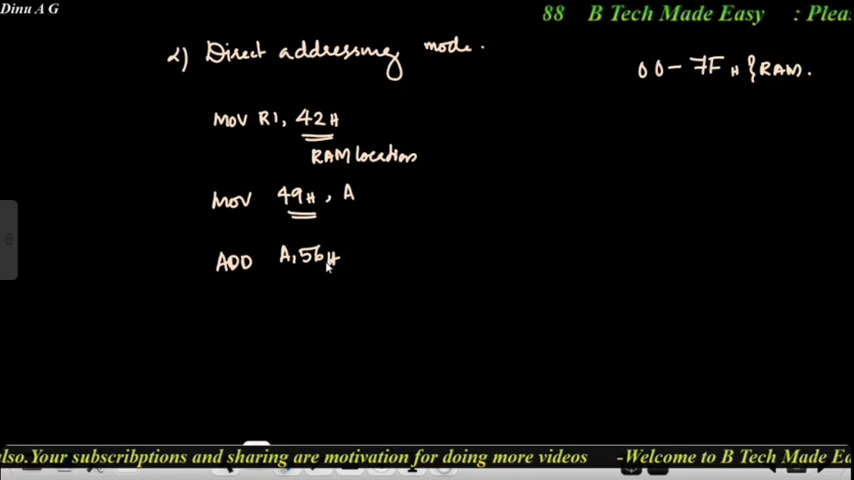 Dinu A G
88 B Tech Made Easy : Plea
2) Direct addressing mode.
00-7FH }RAM.
MOV R1, 42H
RAM location
MOV 49H, A
ADD A,56H
lso.Your subscribptions and sharing are motivation for doing more videos -Welcome to B Tech Made Ea